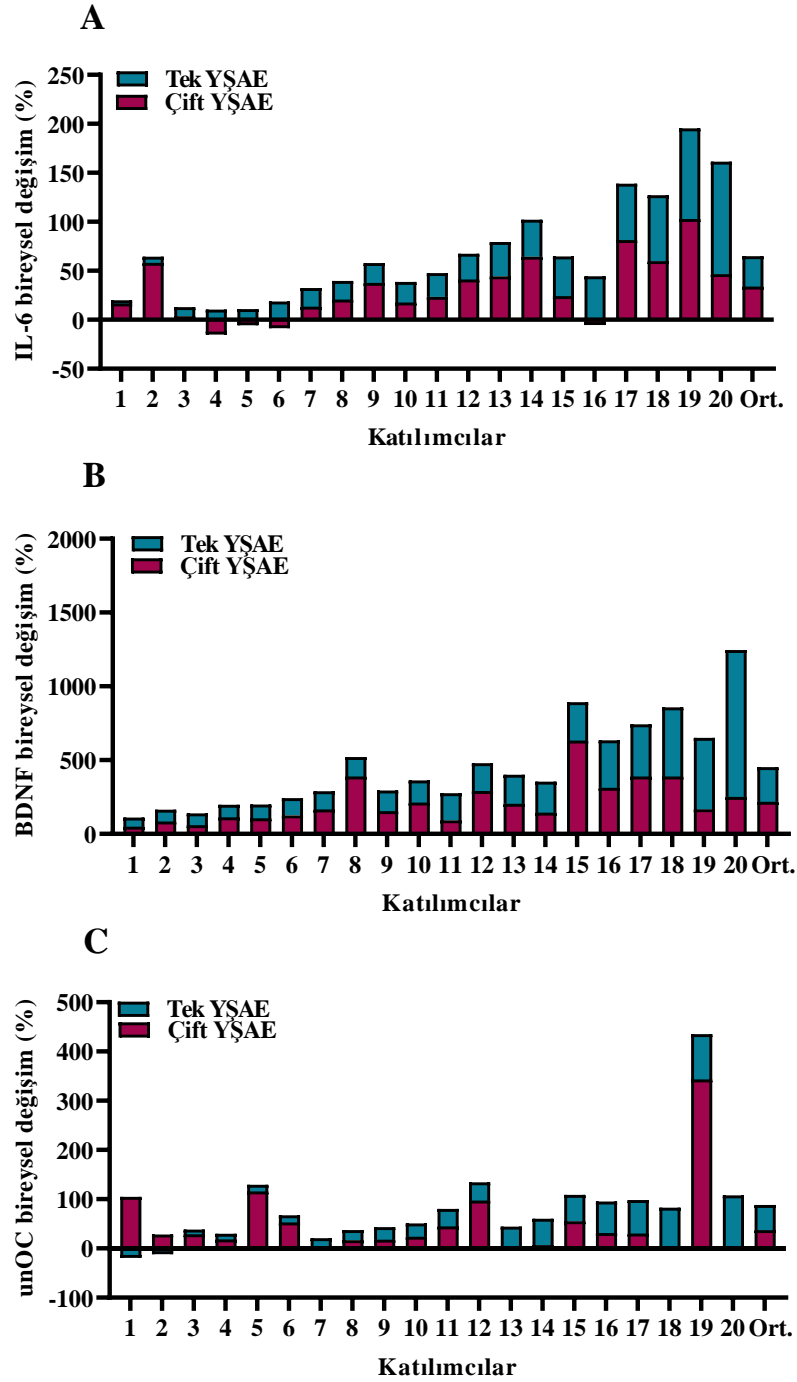 A
IL-6 bireysel değişim (%)
Tek YŞAE
Çift YŞAE
250
200
150
100
50
0
-50
1 2 3 4 5 6 7 8 9 10 11 12 13 14 15 16 17 18 19 20 Ort.
Katılımcılar
B
BDNF bireysel değişim (%)
Tek YŞAE
Çift YŞAE
2000
1500
1000
500
0
1 2 3 4 5 6 7 8 9 10 11 12 13 14 15 16 17 18 19 20 Ort.
Katılımcılar
C
unOC bireysel değişim (%)
Tek YŞAE
Çift YŞAE
500
400
300
200
100
0
-100
1 2 3 4 5 6 7 8 9 10 11 12 13 14 15 16 17 18 19 20 Ort.
Katılımcılar